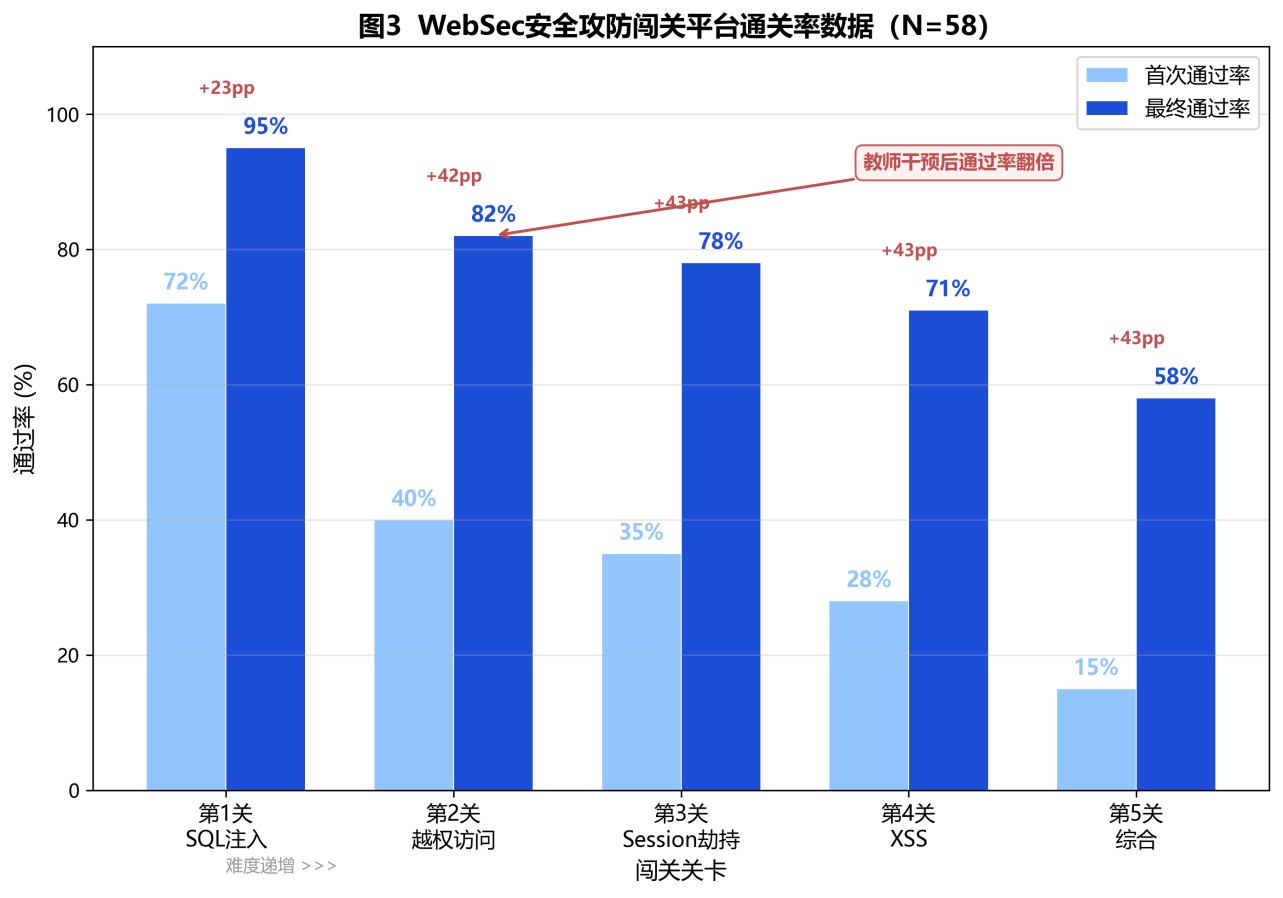 图3  WebSec安全攻防闯关平台通关率数据（N=58）
首次通过率
最终通过率
+23pp
95%
72%
+42pp
82%
40%
教师干预后通过率翻倍
+43pp
78%
35%
+43pp
71%
28%
+43pp
58%
15%
通过率 (%)
100
80
60
40
20
0
第1关
SQL注入
第2关
越权访问
第3关
Session劫持
第4关
XSS
第5关
综合
难度递增 >>>
闯关关卡